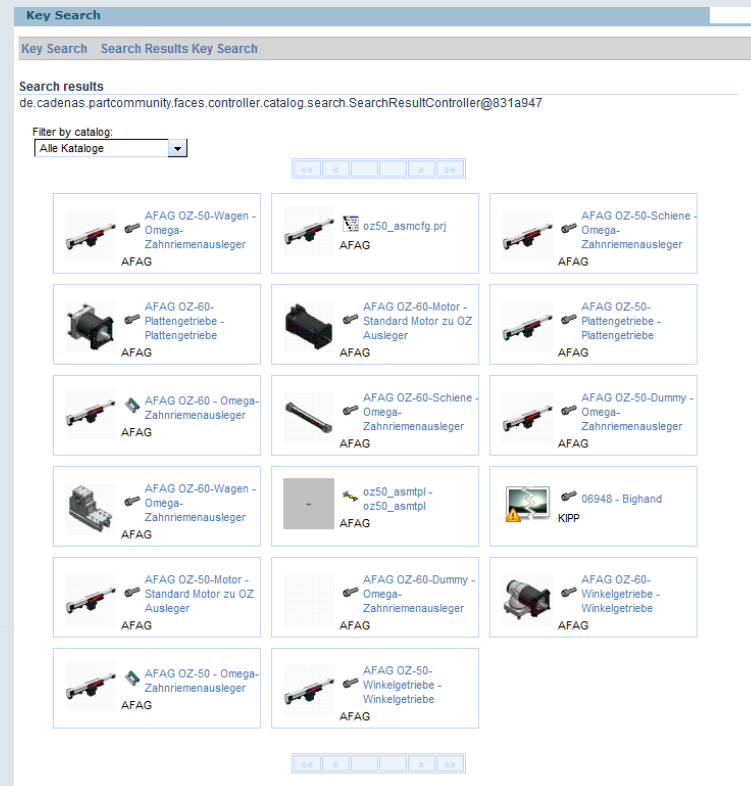 Key Search
Key Search Search Results Key Search
Search results
de.cadenas.partcommunity.faces.controller.catalog.search.SearchResultController@831a947
Filter by catalog:
Alle Kataloge
«« « » »»
AFAG OZ-50-Wagen -
Omega-
Zahnriemenausleger
AFAG
oz50_asmcfg.prj
AFAG
AFAG OZ-50-Schiene -
Omega-
Zahnriemenausleger
AFAG
AFAG OZ-60-
Plattengetriebe -
Plattengetriebe
AFAG
AFAG OZ-60-Motor -
Standard Motor zu OZ
Ausleger
AFAG
AFAG OZ-50-
Plattengetriebe -
Plattengetriebe
AFAG
AFAG OZ-60 - Omega-
Zahnriemenausleger
AFAG
AFAG OZ-60-Schiene -
Omega-
Zahnriemenausleger
AFAG
AFAG OZ-50-Dummy -
Omega-
Zahnriemenausleger
AFAG
AFAG OZ-60-Wagen -
Omega-
Zahnriemenausleger
AFAG
oz50_asmtpl -
oz50_asmtpl
AFAG
06948 - Bighand
KIPP
AFAG OZ-50-Motor -
Standard Motor zu OZ
Ausleger
AFAG
AFAG OZ-60-Dummy -
Omega-
Zahnriemenausleger
AFAG
AFAG OZ-60-
Winkelgetriebe -
Winkelgetriebe
AFAG
AFAG OZ-50 - Omega-
Zahnriemenausleger
AFAG
AFAG OZ-50-
Winkelgetriebe -
Winkelgetriebe
AFAG
«« « » »»